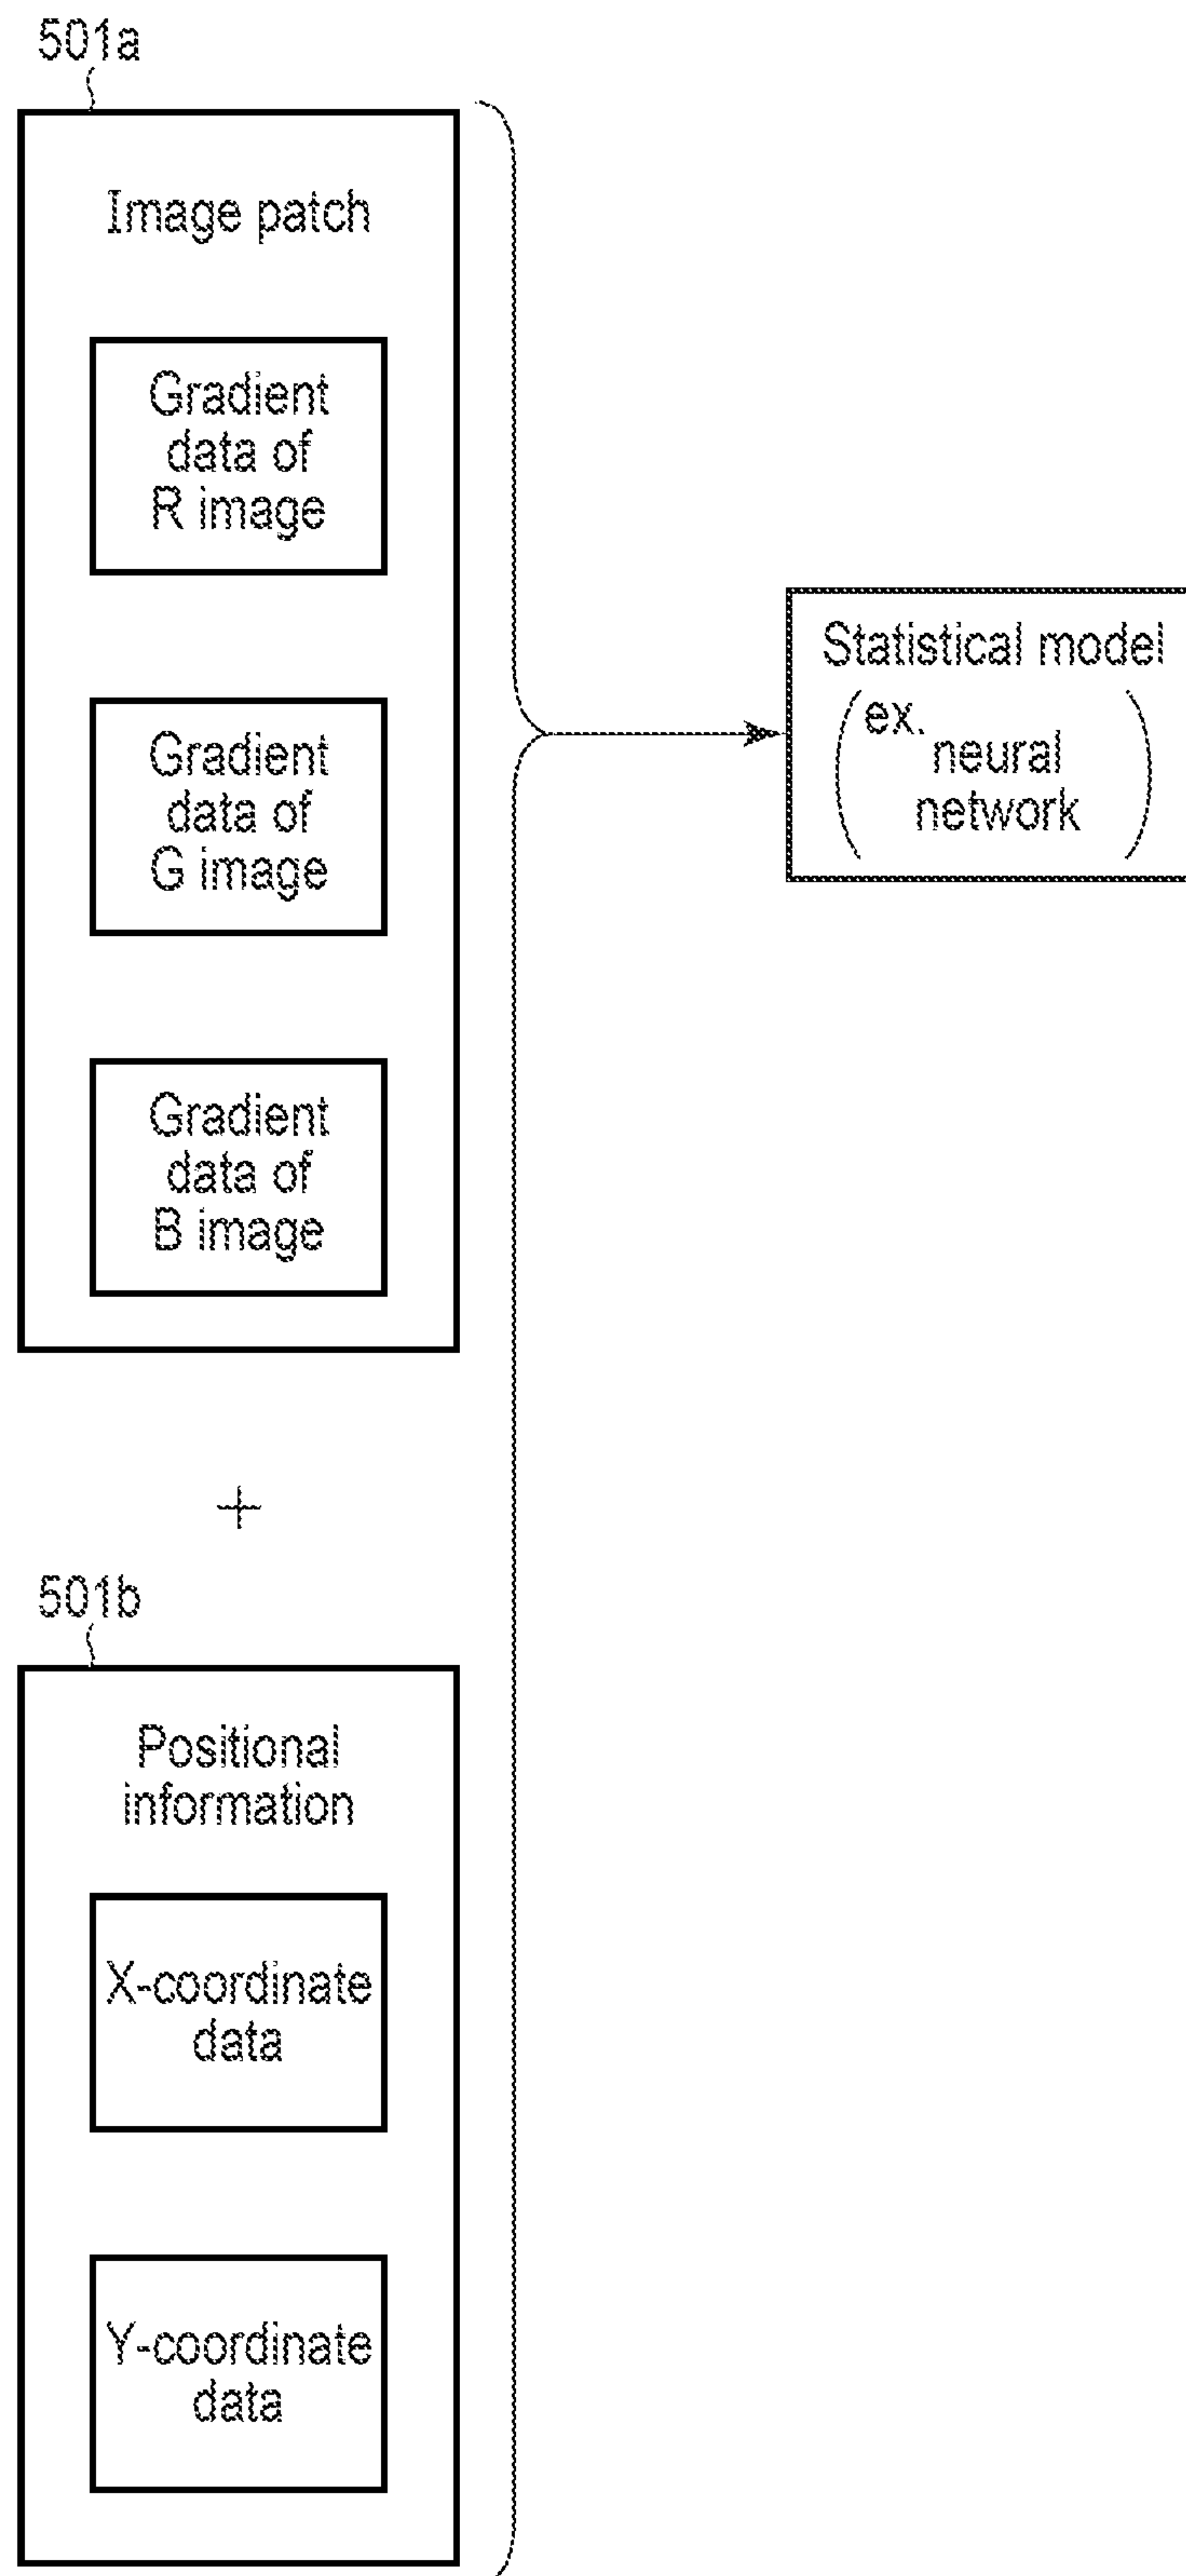 501a
Image patch
Gradient
data of
R image
Gradient
data of
G image
Gradient
data of
B image
+
501b
Positional
information
X-coordinate
data
Y-coordinate
data
Statistical model
(ex.
neural
network)